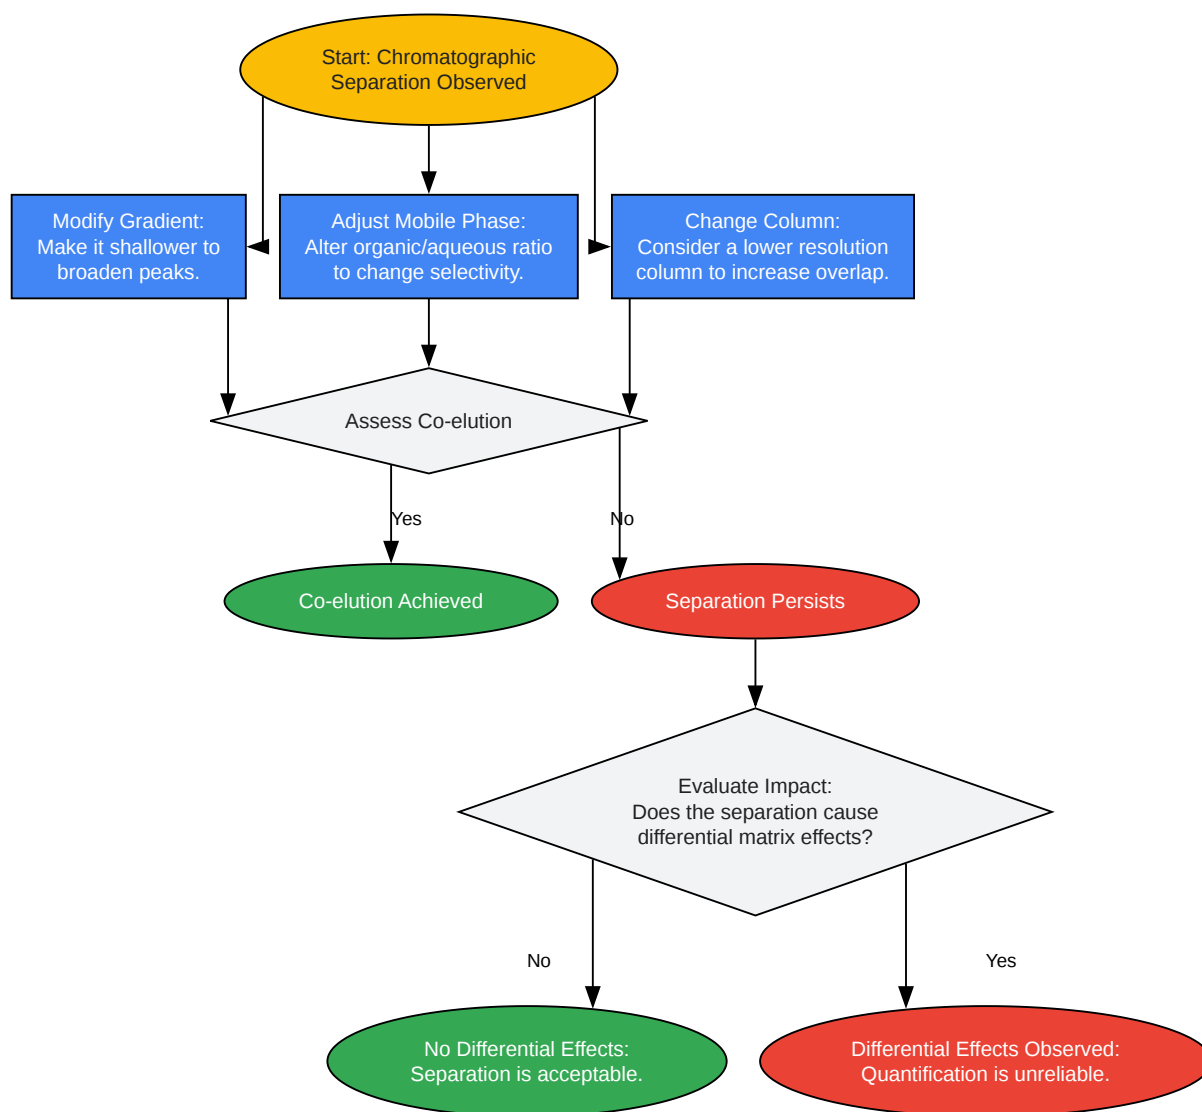 Start: Chromatographic
Separation Observed
Modify Gradient:
Make it shallower to
broaden peaks.
Adjust Mobile Phase:
Alter organic/aqueous ratio
to change selectivity.
Change Column:
Consider a lower resolution
column to increase overlap.
Assess Co-elution
Yes
No
Co-elution Achieved
Separation Persists
Evaluate Impact:
Does the separation cause
differential matrix effects?
No
Yes
No Differential Effects:
Separation is acceptable.
Differential Effects Observed:
Quantification is unreliable.